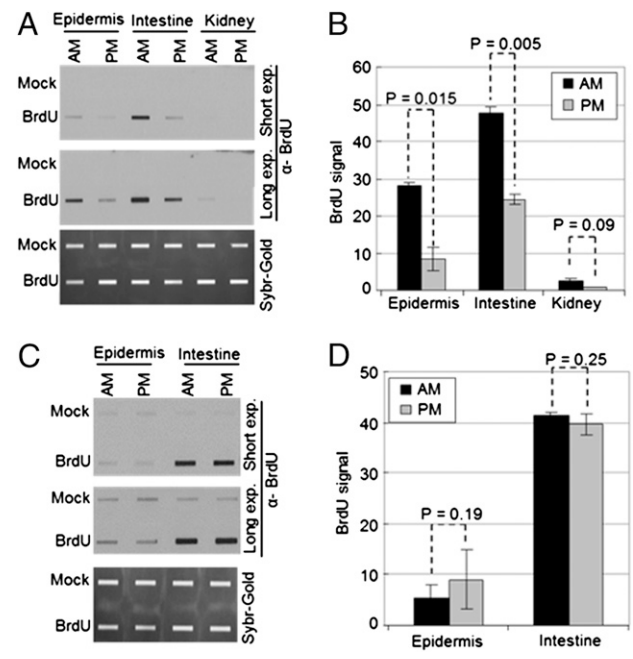 A
Epidermis Intestine Kidney
AM PM AM PM AM PM
Mock
BrdU
Short exp.
Mock
BrdU
Long exp.
α- BrdU
Mock
BrdU
Sybr-Gold
B
60
50
40
30
20
10
0
BrdU signal
P = 0.015
P = 0.005
P = 0.09
AM
PM
Epidermis Intestine Kidney
C
Epidermis Intestine
AM PM AM PM
Mock
BrdU
Short exp.
Mock
BrdU
Long exp.
α- BrdU
Mock
BrdU
Sybr-Gold
D
50
40
30
20
10
0
BrdU signal
AM
PM
P = 0.19
P = 0.25
Epidermis Intestine